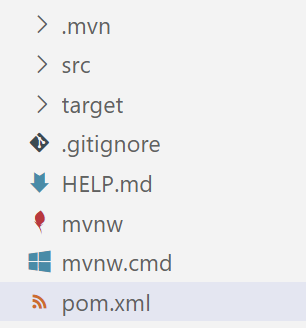 .mvn
src
target
.gitignore
HELP.md
mvnw
mvnw.cmd
pom.xml